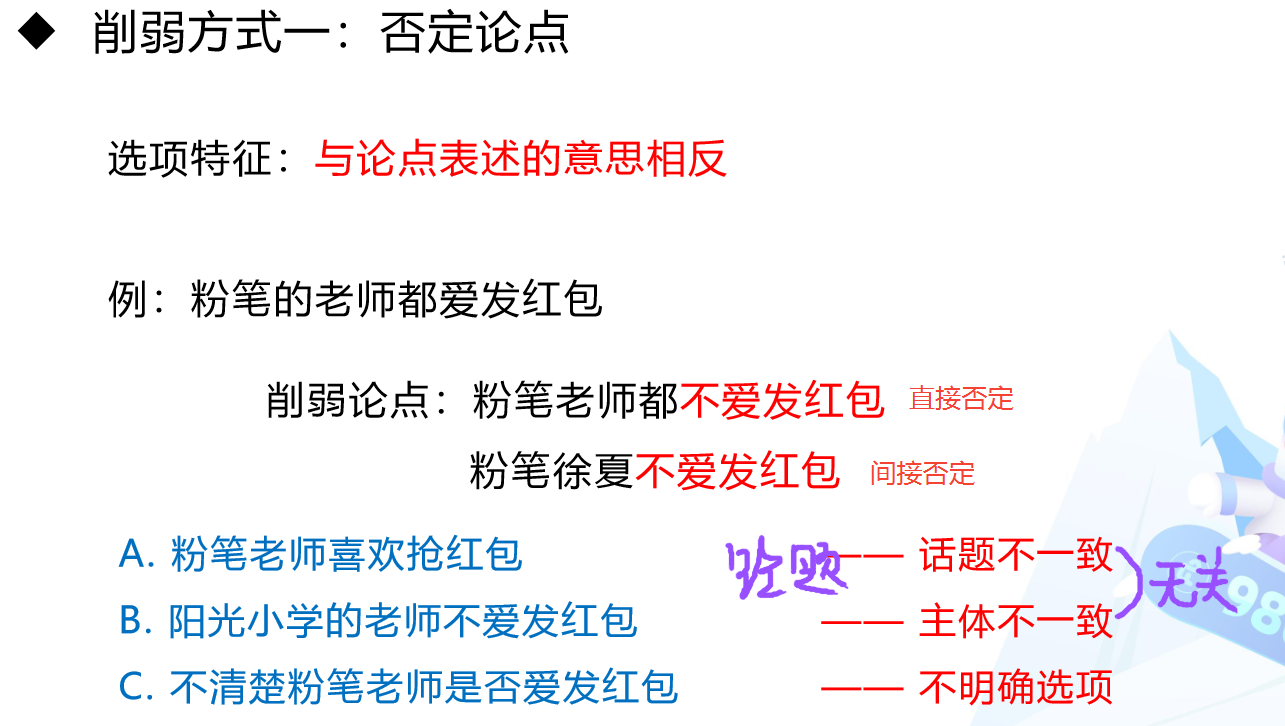 ◆ 削弱方式一：否定论点
选项特征：与论点表述的意思相反
例：粉笔的老师都爱发红包
削弱论点：粉笔老师都不爱发红包 直接否定
粉笔徐夏不爱发红包 间接否定
A. 粉笔老师喜欢抢红包 —— 话题不一致
B. 阳光小学的老师不爱发红包 —— 主体不一致
无关
C. 不清楚粉笔老师是否爱发红包 —— 不明确选项
98